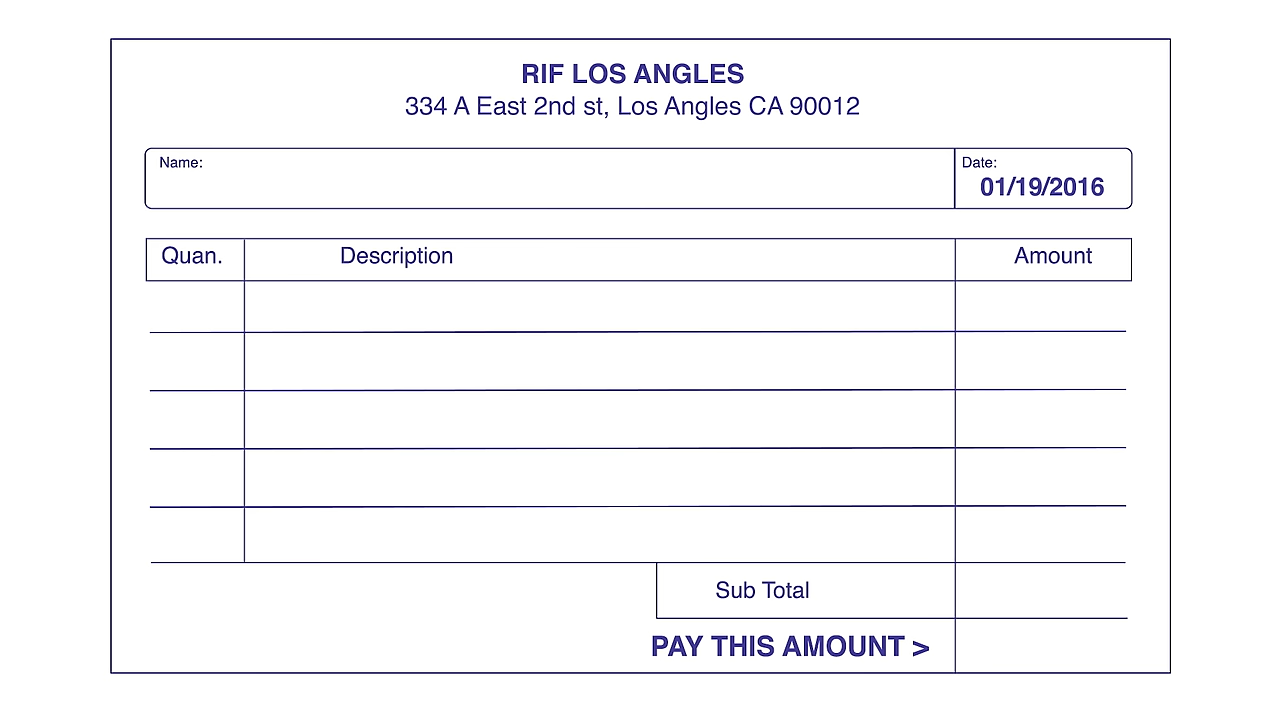 RIF LOS ANGLES
334 A East 2nd st, Los Angles CA 90012
Name:
Date:
01/19/2016
Quan.
Description
Amount
Sub Total
PAY THIS AMOUNT >